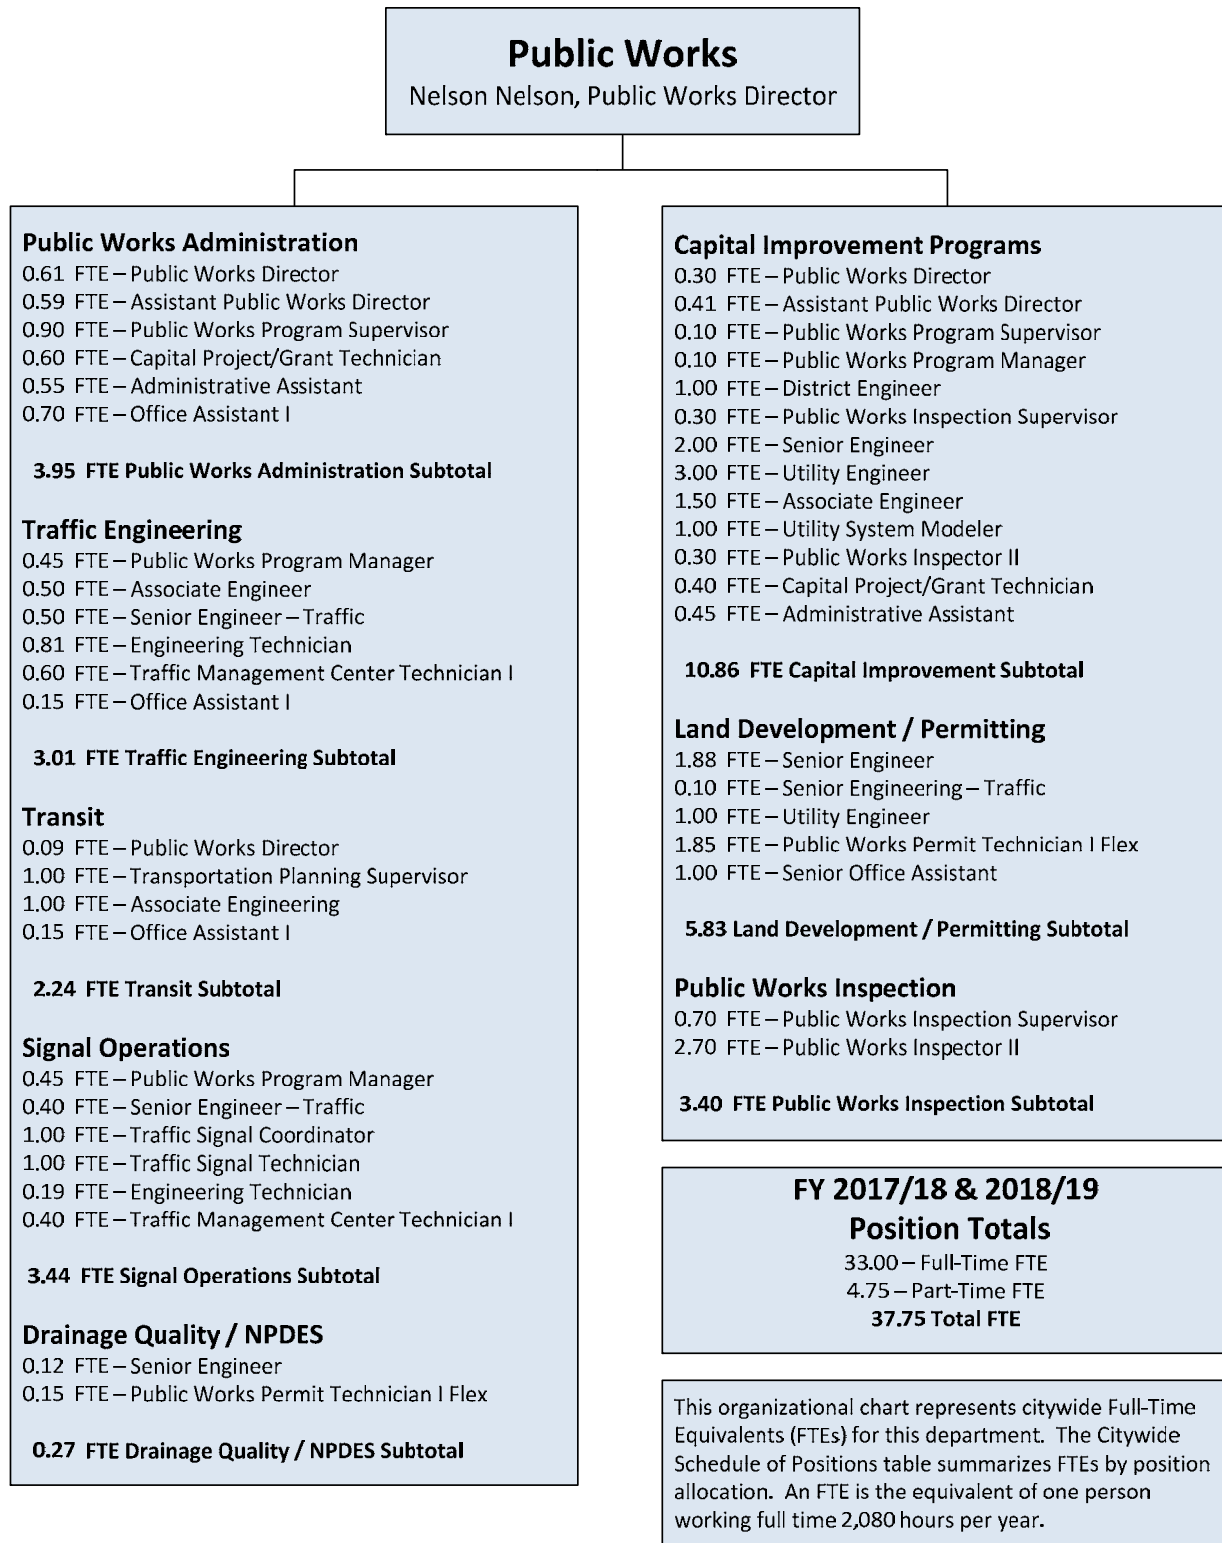 Public Works
Nelson Nelson, Public Works Director
Public Works Administration
0.61 FTE – Public Works Director
0.59 FTE – Assistant Public Works Director
0.90 FTE – Public Works Program Supervisor
0.60 FTE – Capital Project/Grant Technician
0.55 FTE – Administrative Assistant
0.70 FTE – Office Assistant I
3.95 FTE Public Works Administration Subtotal
Traffic Engineering
0.45 FTE – Public Works Program Manager
0.50 FTE – Associate Engineer
0.50 FTE – Senior Engineer – Traffic
0.81 FTE – Engineering Technician
0.60 FTE – Traffic Management Center Technician I
0.15 FTE – Office Assistant I
3.01 FTE Traffic Engineering Subtotal
Transit
0.09 FTE – Public Works Director
1.00 FTE – Transportation Planning Supervisor
1.00 FTE – Associate Engineering
0.15 FTE – Office Assistant I
2.24 FTE Transit Subtotal
Signal Operations
0.45 FTE – Public Works Program Manager
0.40 FTE – Senior Engineer – Traffic
1.00 FTE – Traffic Signal Coordinator
1.00 FTE – Traffic Signal Technician
0.19 FTE – Engineering Technician
0.40 FTE – Traffic Management Center Technician I
3.44 FTE Signal Operations Subtotal
Drainage Quality / NPDES
0.12 FTE – Senior Engineer
0.15 FTE – Public Works Permit Technician I Flex
0.27 FTE Drainage Quality / NPDES Subtotal
Capital Improvement Programs
0.30 FTE – Public Works Director
0.41 FTE – Assistant Public Works Director
0.10 FTE – Public Works Program Supervisor
0.10 FTE – Public Works Program Manager
1.00 FTE – District Engineer
0.30 FTE – Public Works Inspection Supervisor
2.00 FTE – Senior Engineer
3.00 FTE – Utility Engineer
1.50 FTE – Associate Engineer
1.00 FTE – Utility System Modeler
0.30 FTE – Public Works Inspector II
0.40 FTE – Capital Project/Grant Technician
0.45 FTE – Administrative Assistant
10.86 FTE Capital Improvement Subtotal
Land Development / Permitting
1.88 FTE – Senior Engineer
0.10 FTE – Senior Engineering – Traffic
1.00 FTE – Utility Engineer
1.85 FTE – Public Works Permit Technician I Flex
1.00 FTE – Senior Office Assistant
5.83 Land Development / Permitting Subtotal
Public Works Inspection
0.70 FTE – Public Works Inspection Supervisor
2.70 FTE – Public Works Inspector II
3.40 FTE Public Works Inspection Subtotal
FY 2017/18 & 2018/19
Position Totals
33.00 – Full-Time FTE
4.75 – Part-Time FTE
37.75 Total FTE
This organizational chart represents citywide Full-Time
Equivalents (FTEs) for this department. The Citywide
Schedule of Positions table summarizes FTEs by position
allocation. An FTE is the equivalent of one person
working full time 2,080 hours per year.